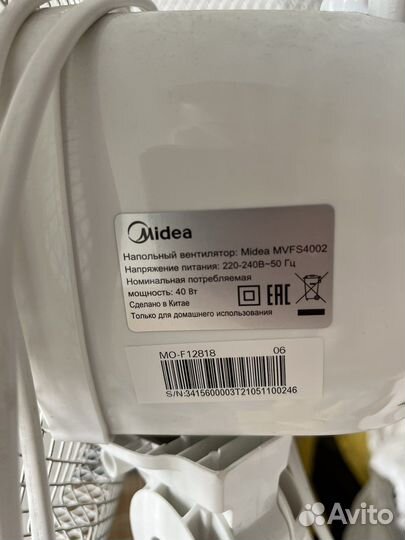 Midea
Напольный вентилятор: Midea MVFS4002
Напряжение питания: 220-240В~50 Гц
Номинальная потребляемая
мощность: 40 Вт
Сделано в Китае
Только для домашнего использования
EAC
MO-F12818 06
S/N:3415600003T21051100246
Avito